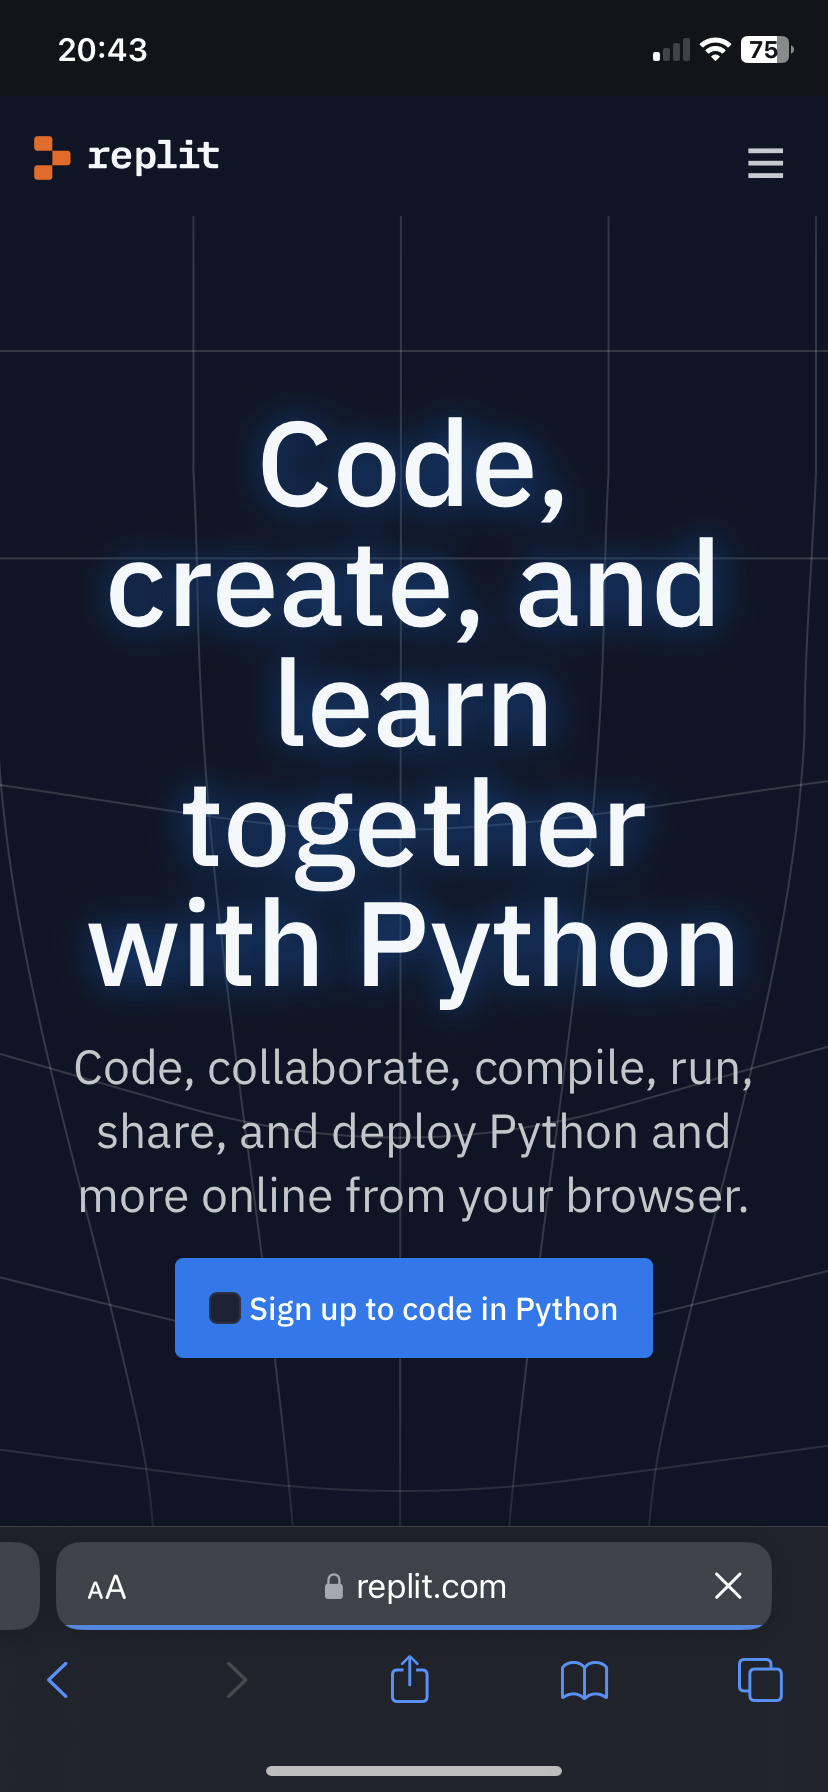 20:43
75
replit
Code,
create, and
learn
together
with Python
Code, collaborate, compile, run,
share, and deploy Python and
more online from your browser.
Sign up to code in Python
AA replit.com